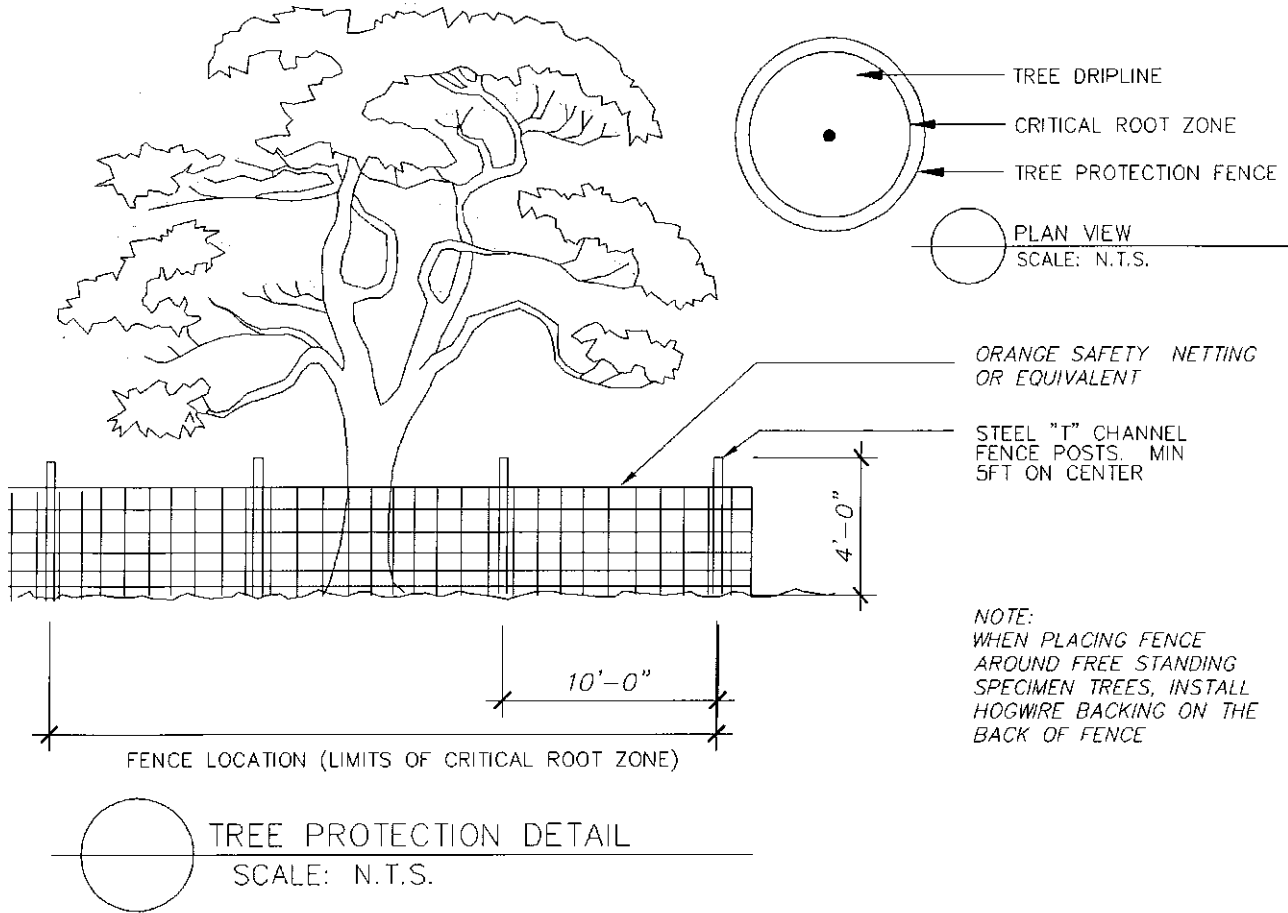 TREE DRIPLINE
CRITICAL ROOT ZONE
TREE PROTECTION FENCE
PLAN VIEW
SCALE: N.T.S.
ORANGE SAFETY NETTING
OR EQUIVALENT
STEEL "T" CHANNEL
FENCE POSTS. MIN
5FT ON CENTER
4'-0"
NOTE:
WHEN PLACING FENCE
AROUND FREE STANDING
SPECIMEN TREES, INSTALL
HOGWIRE BACKING ON THE
BACK OF FENCE
10'-0"
FENCE LOCATION (LIMITS OF CRITICAL ROOT ZONE)
TREE PROTECTION DETAIL
SCALE: N.T.S.